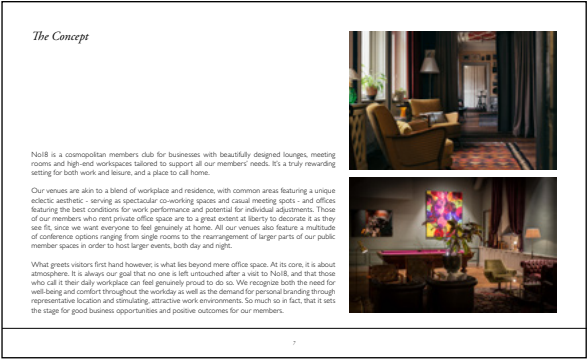 The Concept
No18 is a cosmopolitan members club for businesses with beautifully designed lounges, meeting
rooms and high-end workspaces tailored to support all our members' needs. It's a truly rewarding
setting for both work and leisure, and a place to call home.
Our venues are akin to a blend of workplace and residence, with common areas featuring a unique
eclectic aesthetic - serving as spectacular co-working spaces and casual meeting spots - and offices
featuring the best conditions for work performance and potential for individual adjustments. Those
of our members who rent private office space are to a great extent at liberty to decorate it as they
see fit, since we want everyone to feel genuinely at home. All our venues also feature a multitude
of conference options ranging from single rooms to the rearrangement of larger parts of our public
member spaces in order to host larger events, both day and night.
What greets visitors first hand however, is what lies beyond mere office space. At its core, it is about
atmosphere. It is always our goal that no one is left untouched after a visit to No18, and that those
who call it their daily workplace can feel genuinely proud to do so. We recognize both the need for
well-being and comfort throughout the workday as well as the demand for personal branding through
representative location and stimulating, attractive work environments. So much so in fact, that it sets
the stage for good business opportunities and positive outcomes for our members.
7